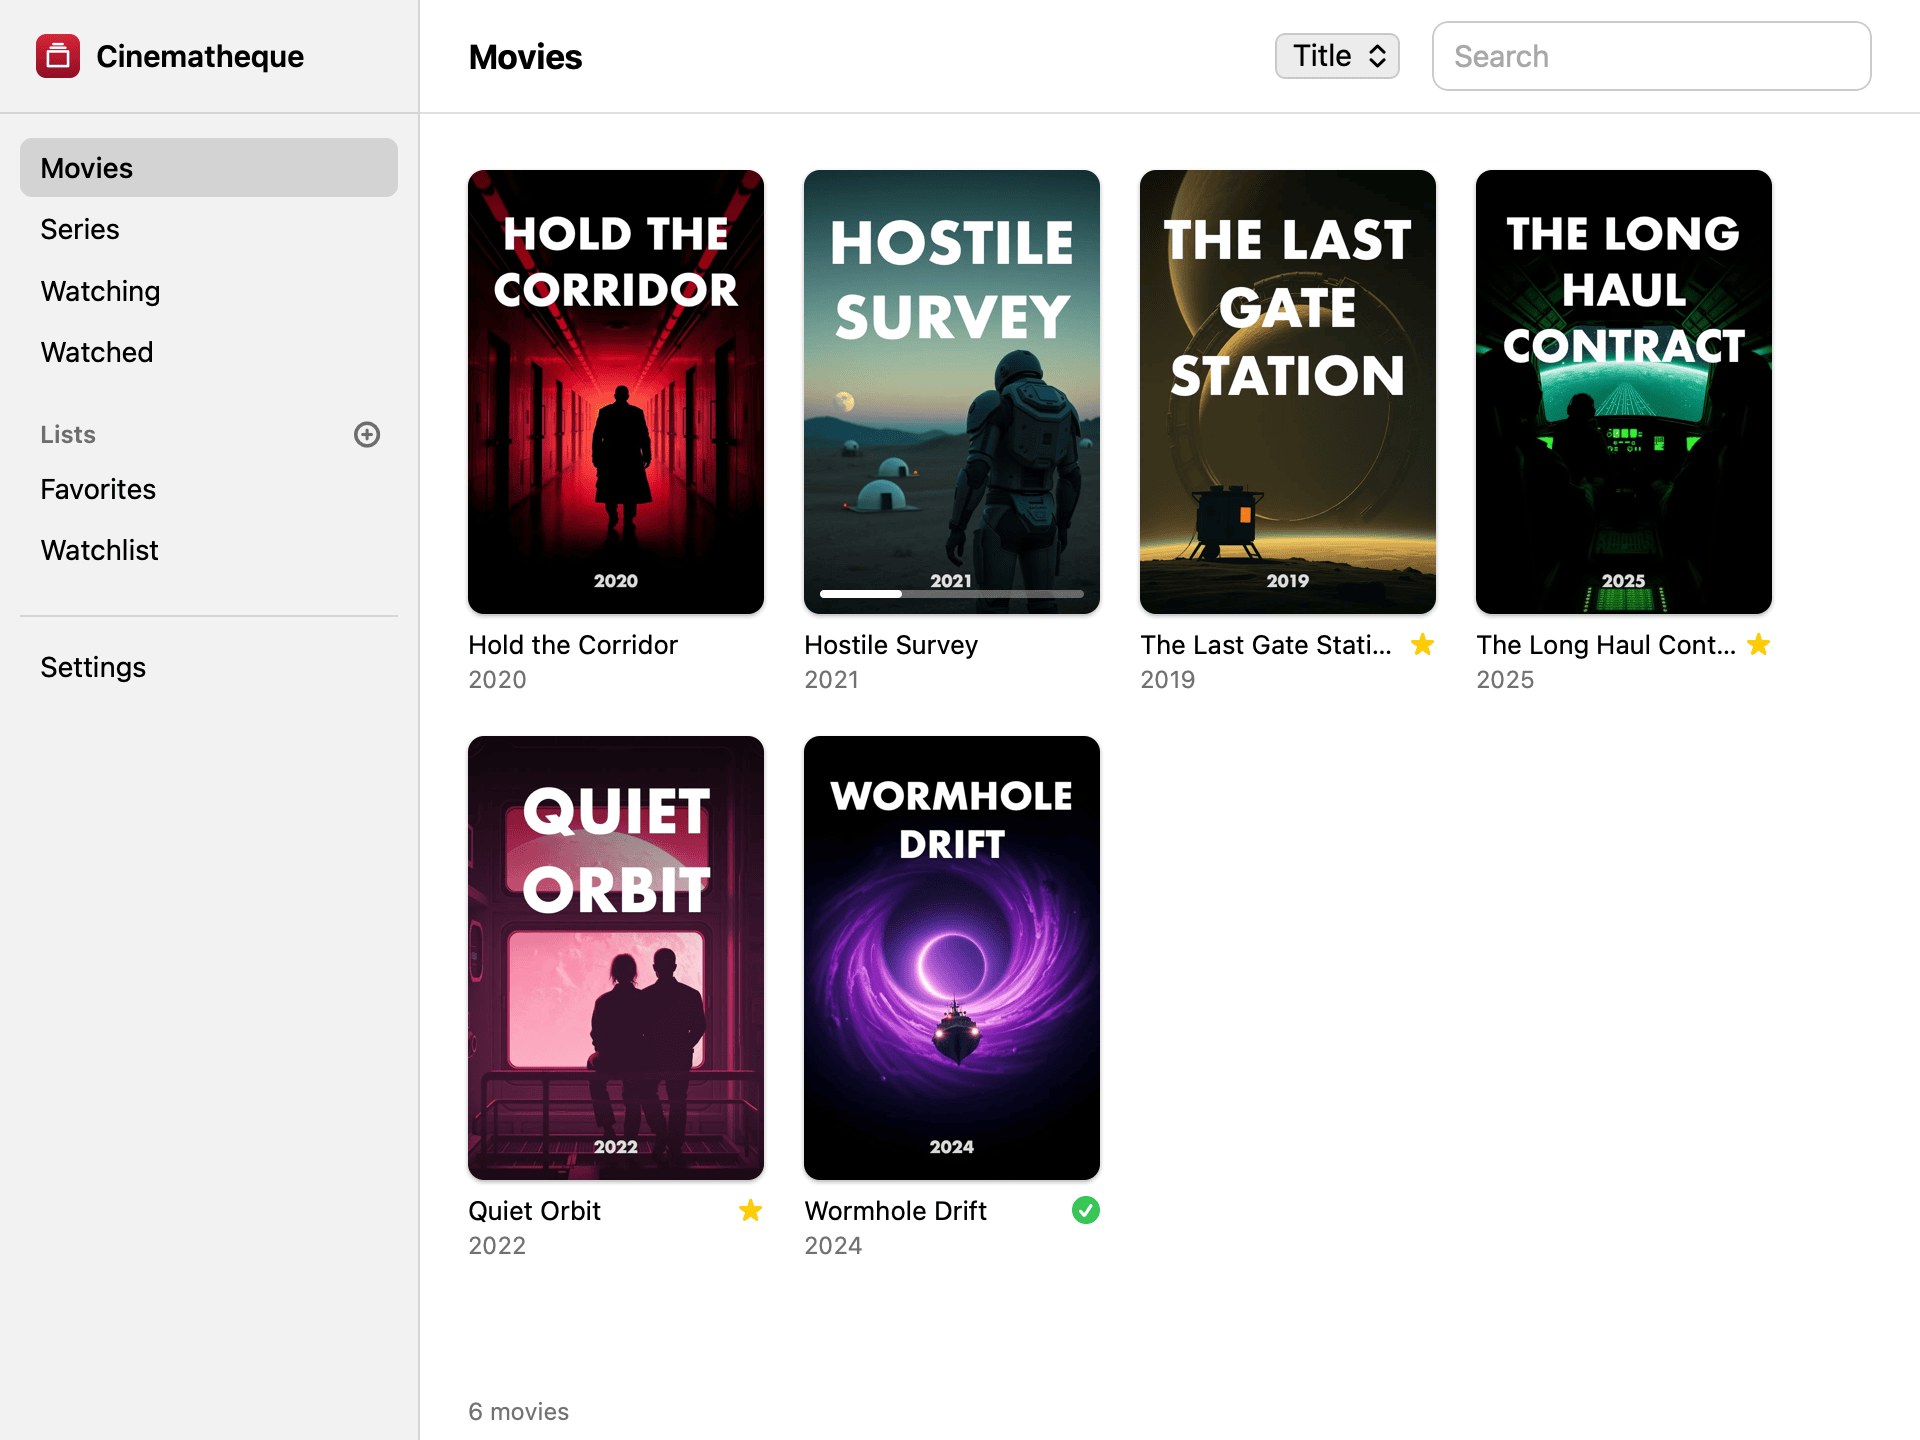 Cinematheque
Movies
Title
Search
Movies
Series
Watching
Watched
Lists
Favorites
Watchlist
Settings
HOLD THE
CORRIDOR
2020
Hold the Corridor
2020
HOSTILE
SURVEY
2021
Hostile Survey
2021
THE LAST
GATE
STATION
2019
The Last Gate Stati...
2019
THE LONG
HAUL
CONTRACT
2025
The Long Haul Cont...
2025
QUIET
ORBIT
2022
Quiet Orbit
2022
WORMHOLE
DRIFT
2024
Wormhole Drift
2024
6 movies